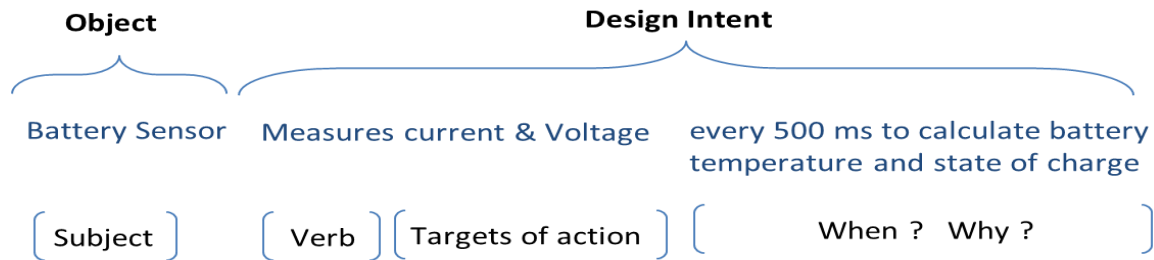 Object
Design Intent
Battery Sensor
Measures current & Voltage
every 500 ms to calculate battery
temperature and state of charge
Subject
Verb
Targets of action
When ? Why ?